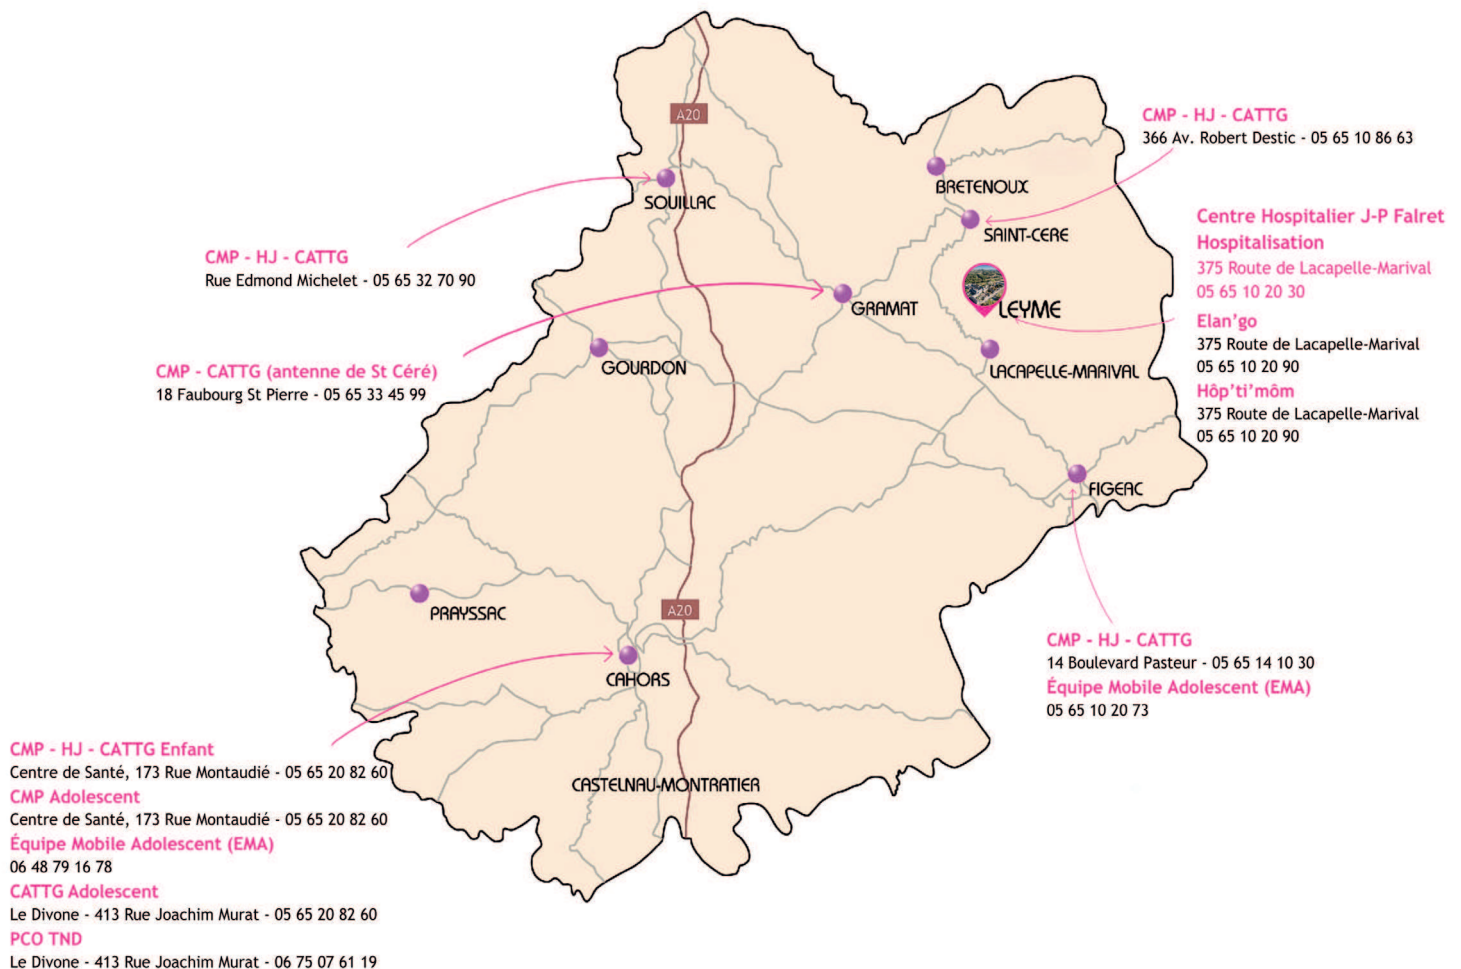 A20
CMP - HJ - CATTG
366 Av. Robert Destic - 05 65 10 86 63
BRETENOUX
SOUILLAC
SAINT-CERE
Centre Hospitalier J-P Falret
Hospitalisation
375 Route de Lacapelle-Marival
05 65 10 20 30
Elan'go
375 Route de Lacapelle-Marival
05 65 10 20 90
Hôp'ti'môm
375 Route de Lacapelle-Marival
05 65 10 20 90
CMP - HJ - CATTG
Rue Edmond Michelet - 05 65 32 70 90
GRAMAT
LEYME
CMP - CATTG (antenne de St Céré)
18 Faubourg St Pierre - 05 65 33 45 99
GOURDON
LACAPELLE-MARIVAL
FIGEAC
A20
PRAYSSAC
CAHORS
CMP - HJ - CATTG
14 Boulevard Pasteur - 05 65 14 10 30
Équipe Mobile Adolescent (EMA)
05 65 10 20 73
CASTELNAU-MONTRATIER
CMP - HJ - CATTG Enfant
Centre de Santé, 173 Rue Montaudié - 05 65 20 82 60
CMP Adolescent
Centre de Santé, 173 Rue Montaudié - 05 65 20 82 60
Équipe Mobile Adolescent (EMA)
06 48 79 16 78
CATTG Adolescent
Le Divone - 413 Rue Joachim Murat - 05 65 20 82 60
PCO TND
Le Divone - 413 Rue Joachim Murat - 06 75 07 61 19